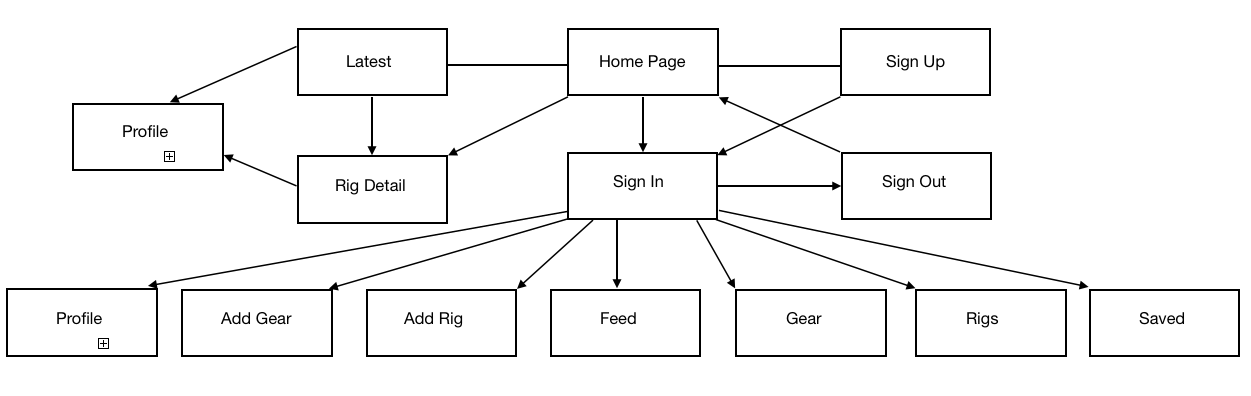 Latest
Home Page
Sign Up
Profile
Rig Detail
Sign In
Sign Out
Profile
Add Gear
Add Rig
Feed
Gear
Rigs
Saved